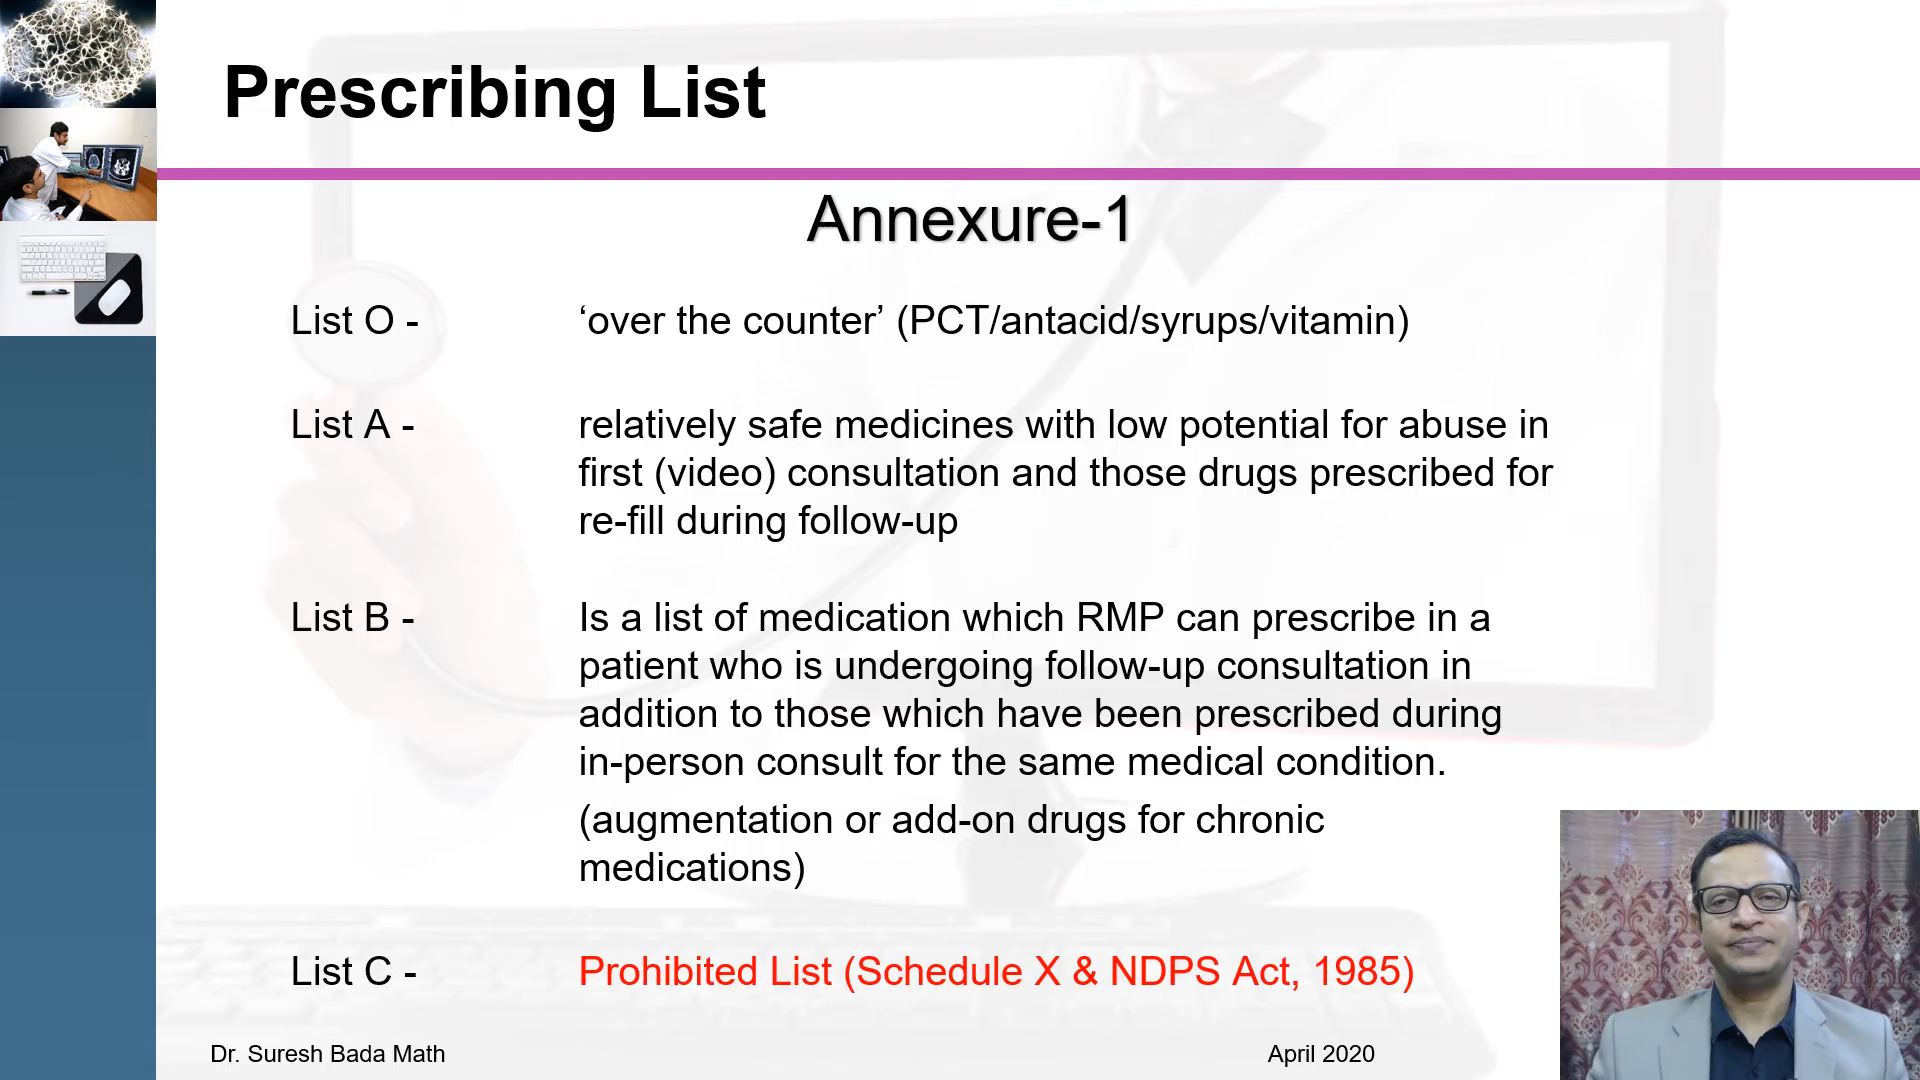 Prescribing List
Annexure-1
List O - ‘over the counter’ (PCT/antacid/syrups/vitamin)
List A - relatively safe medicines with low potential for abuse in
first (video) consultation and those drugs prescribed for
re-fill during follow-up
List B - Is a list of medication which RMP can prescribe in a
patient who is undergoing follow-up consultation in
addition to those which have been prescribed during
in-person consult for the same medical condition.
(augmentation or add-on drugs for chronic
medications)
List C - Prohibited List (Schedule X & NDPS Act, 1985)
Dr. Suresh Bada Math April 2020